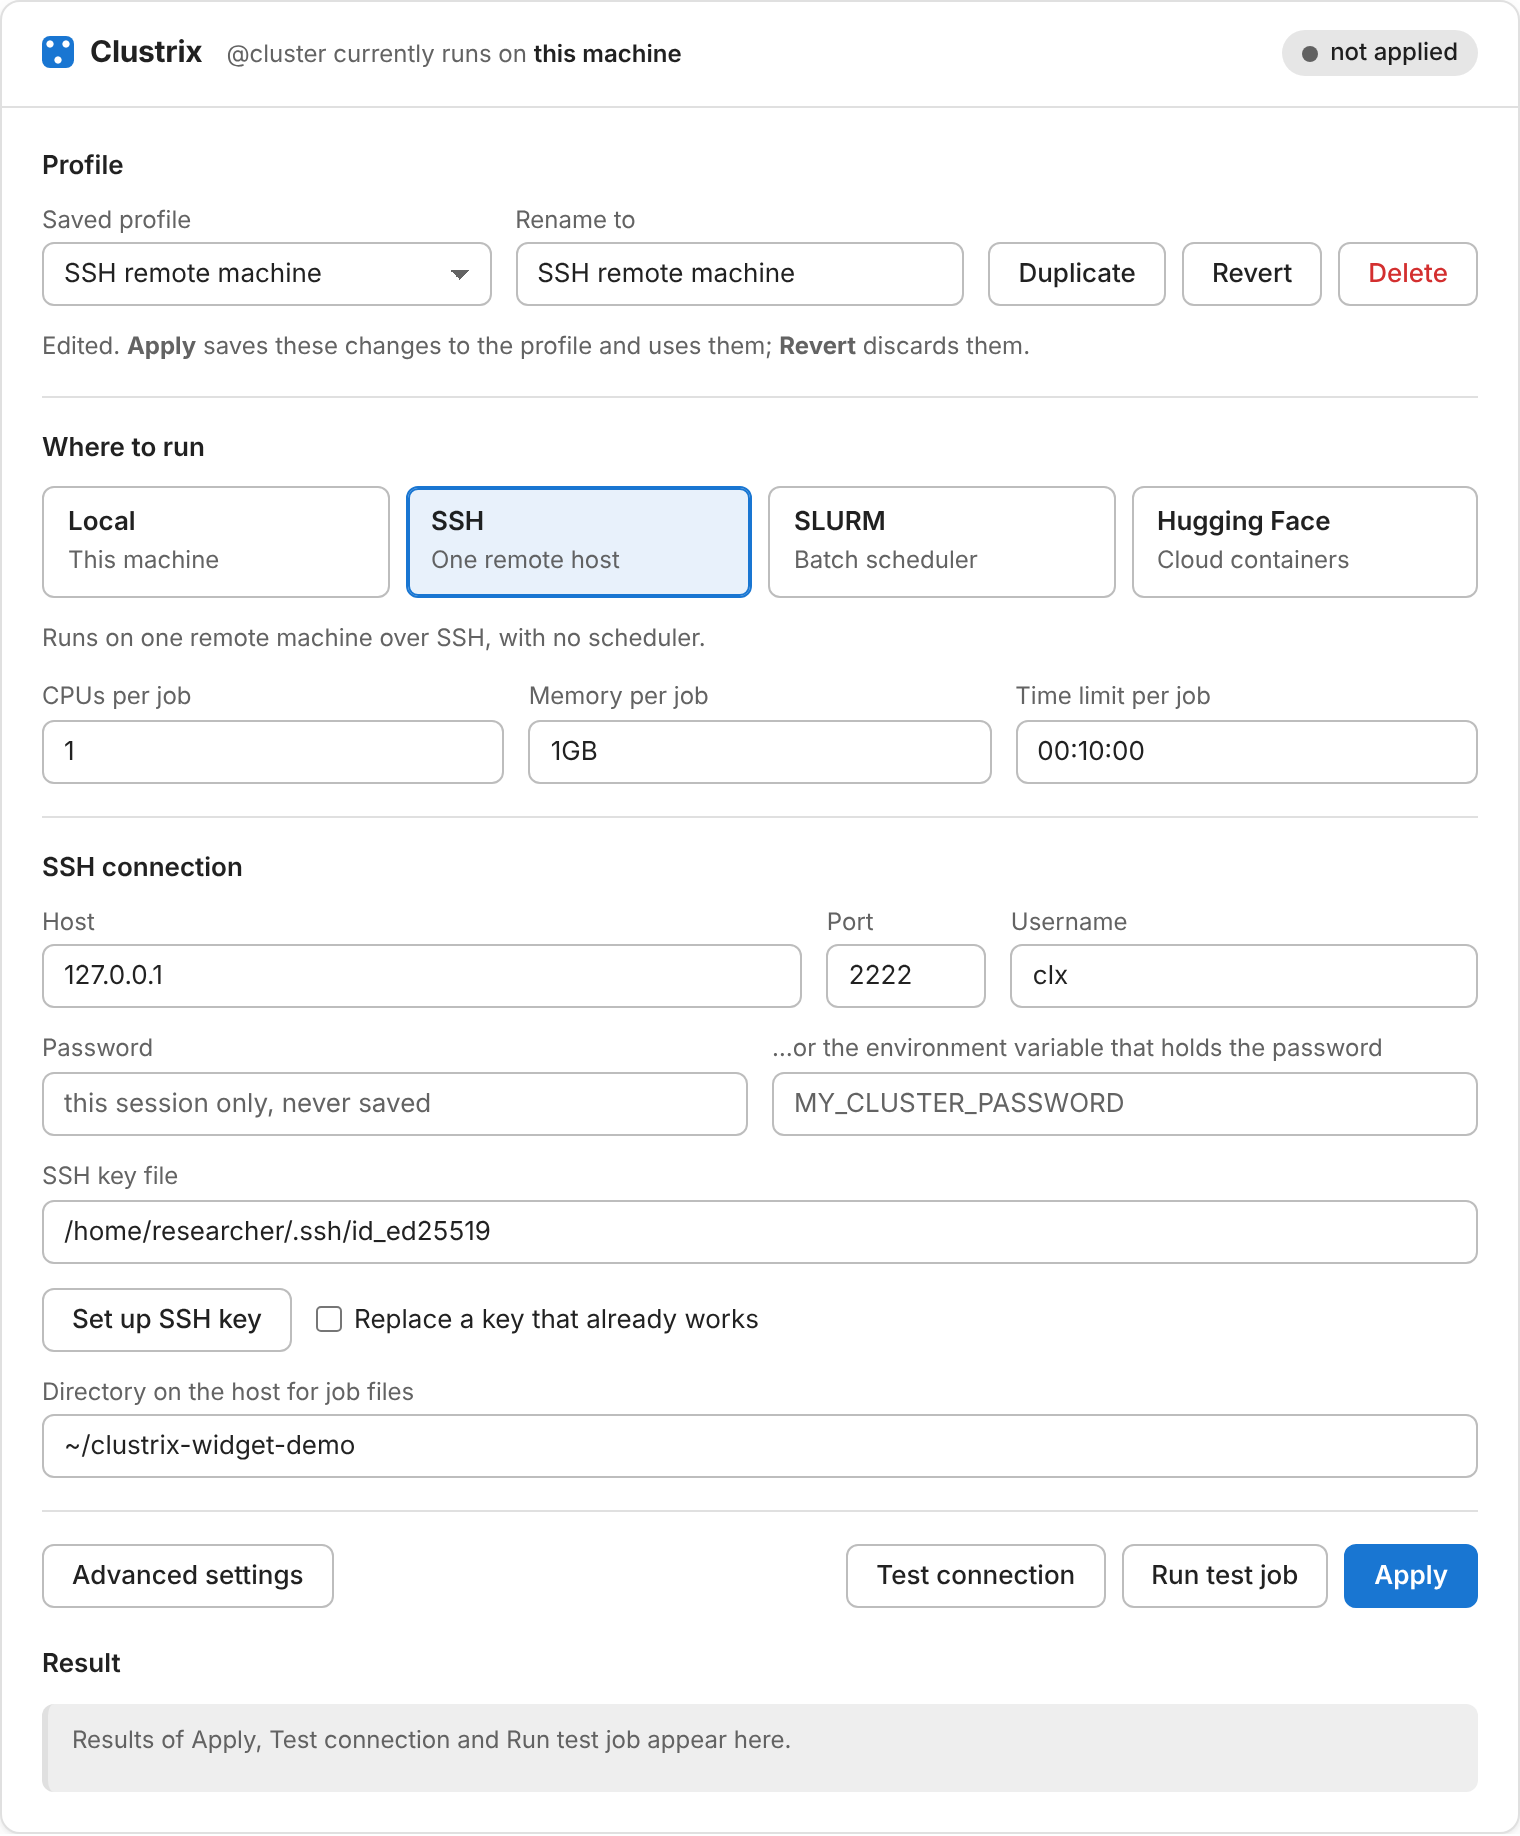 Clustrix @cluster currently runs on this machine
not applied
Profile
Saved profile
Rename to
SSH remote machine
SSH remote machine
Duplicate
Revert
Delete
Edited. Apply saves these changes to the profile and uses them; Revert discards them.
Where to run
Local
This machine
SSH
One remote host
SLURM
Batch scheduler
Hugging Face
Cloud containers
Runs on one remote machine over SSH, with no scheduler.
CPUs per job
Memory per job
Time limit per job
1
1GB
00:10:00
SSH connection
Host
Port
Username
127.0.0.1
2222
clx
Password
...or the environment variable that holds the password
this session only, never saved
MY_CLUSTER_PASSWORD
SSH key file
/home/researcher/.ssh/id_ed25519
Set up SSH key
Replace a key that already works
Directory on the host for job files
~/clustrix-widget-demo
Advanced settings
Test connection
Run test job
Apply
Result
Results of Apply, Test connection and Run test job appear here.